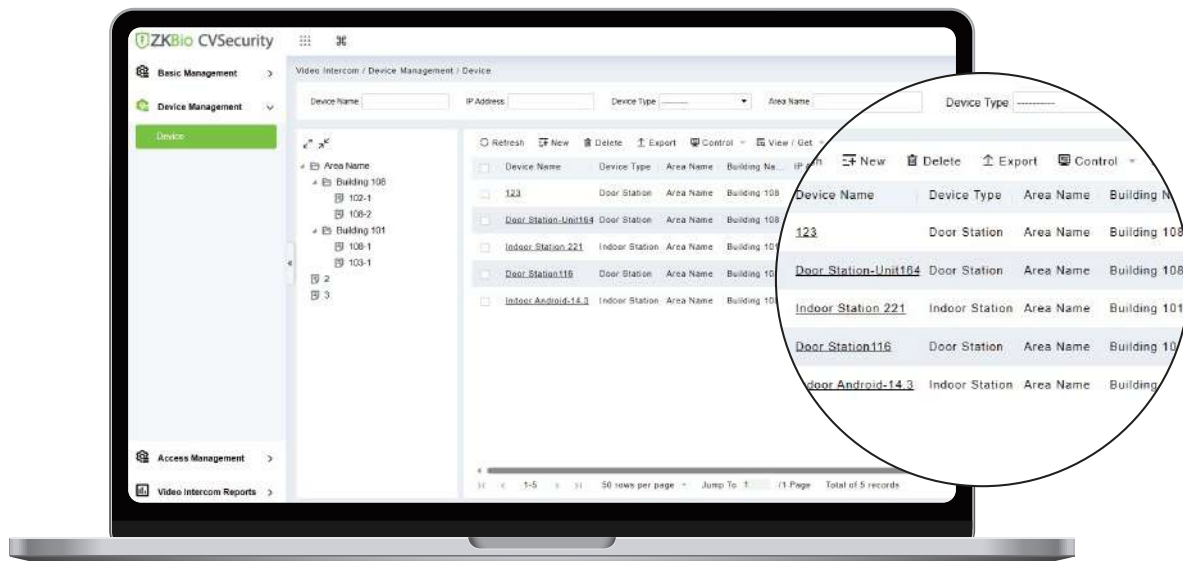 ZKBio CVSecurity
Basic Management
Device Management
Device
Access Management
Video Intercom Reports
Video Intercom / Device Management / Device
Device Name IP Address Device Type ---------- Area Name
Refresh New Delete Export Control View / Get
Area Name
Building 108
102-1
108-2
Building 101
108-1
103-1
2
3
Device Name Device Type Area Name Building Na...
123 Door Station Area Name Building 108
Door Station-Unit164 Door Station Area Name Building 108
Indoor Station 221 Indoor Station Area Name Building 101
Door Station116 Door Station Area Name Building 10
Indoor Android-14.3 Indoor Station Area Name Building 10
1-5 50 rows per page Jump To 1 /1 Page Total of 5 records
Device Type ----------
New Delete Export Control
Device Name Device Type Area Name Building N
123 Door Station Area Name Building 108
Door Station-Unit164 Door Station Area Name Building 108
Indoor Station 221 Indoor Station Area Name Building 101
Door Station116 Door Station Area Name Building 10
door Android-14.3 Indoor Station Area Name Building